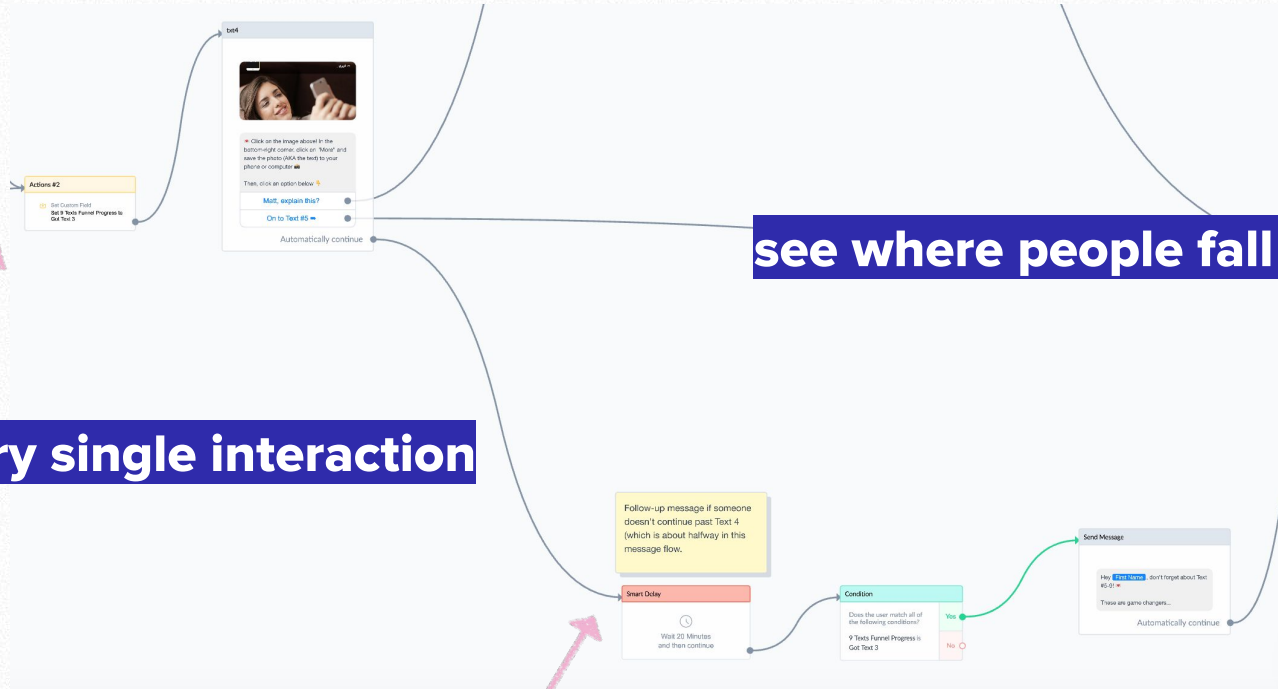 txt4
Click on the image above! In the
bottom-right corner, click on "More" and
save the photo (AKA the text) to your
phone or computer
Then, click an option below
Matt, explain this?
On to Text #5
Automatically continue
Actions #2
Set Custom Field
Set 9 Texts Funnel Progress to
Got Text 3
see where people fall
ry single interaction
Follow-up message if someone
doesn't continue past Text 4
(which is about halfway in this
message flow.
Smart Delay
Wait 20 Minutes
and then continue
Condition
Does the user match all of
the following conditions?
9 Texts Funnel Progress is
Got Text 3
Yes
No
Send Message
Hey First Name don't forget about Text
#5-9!
These are game changers...
Automatically continue